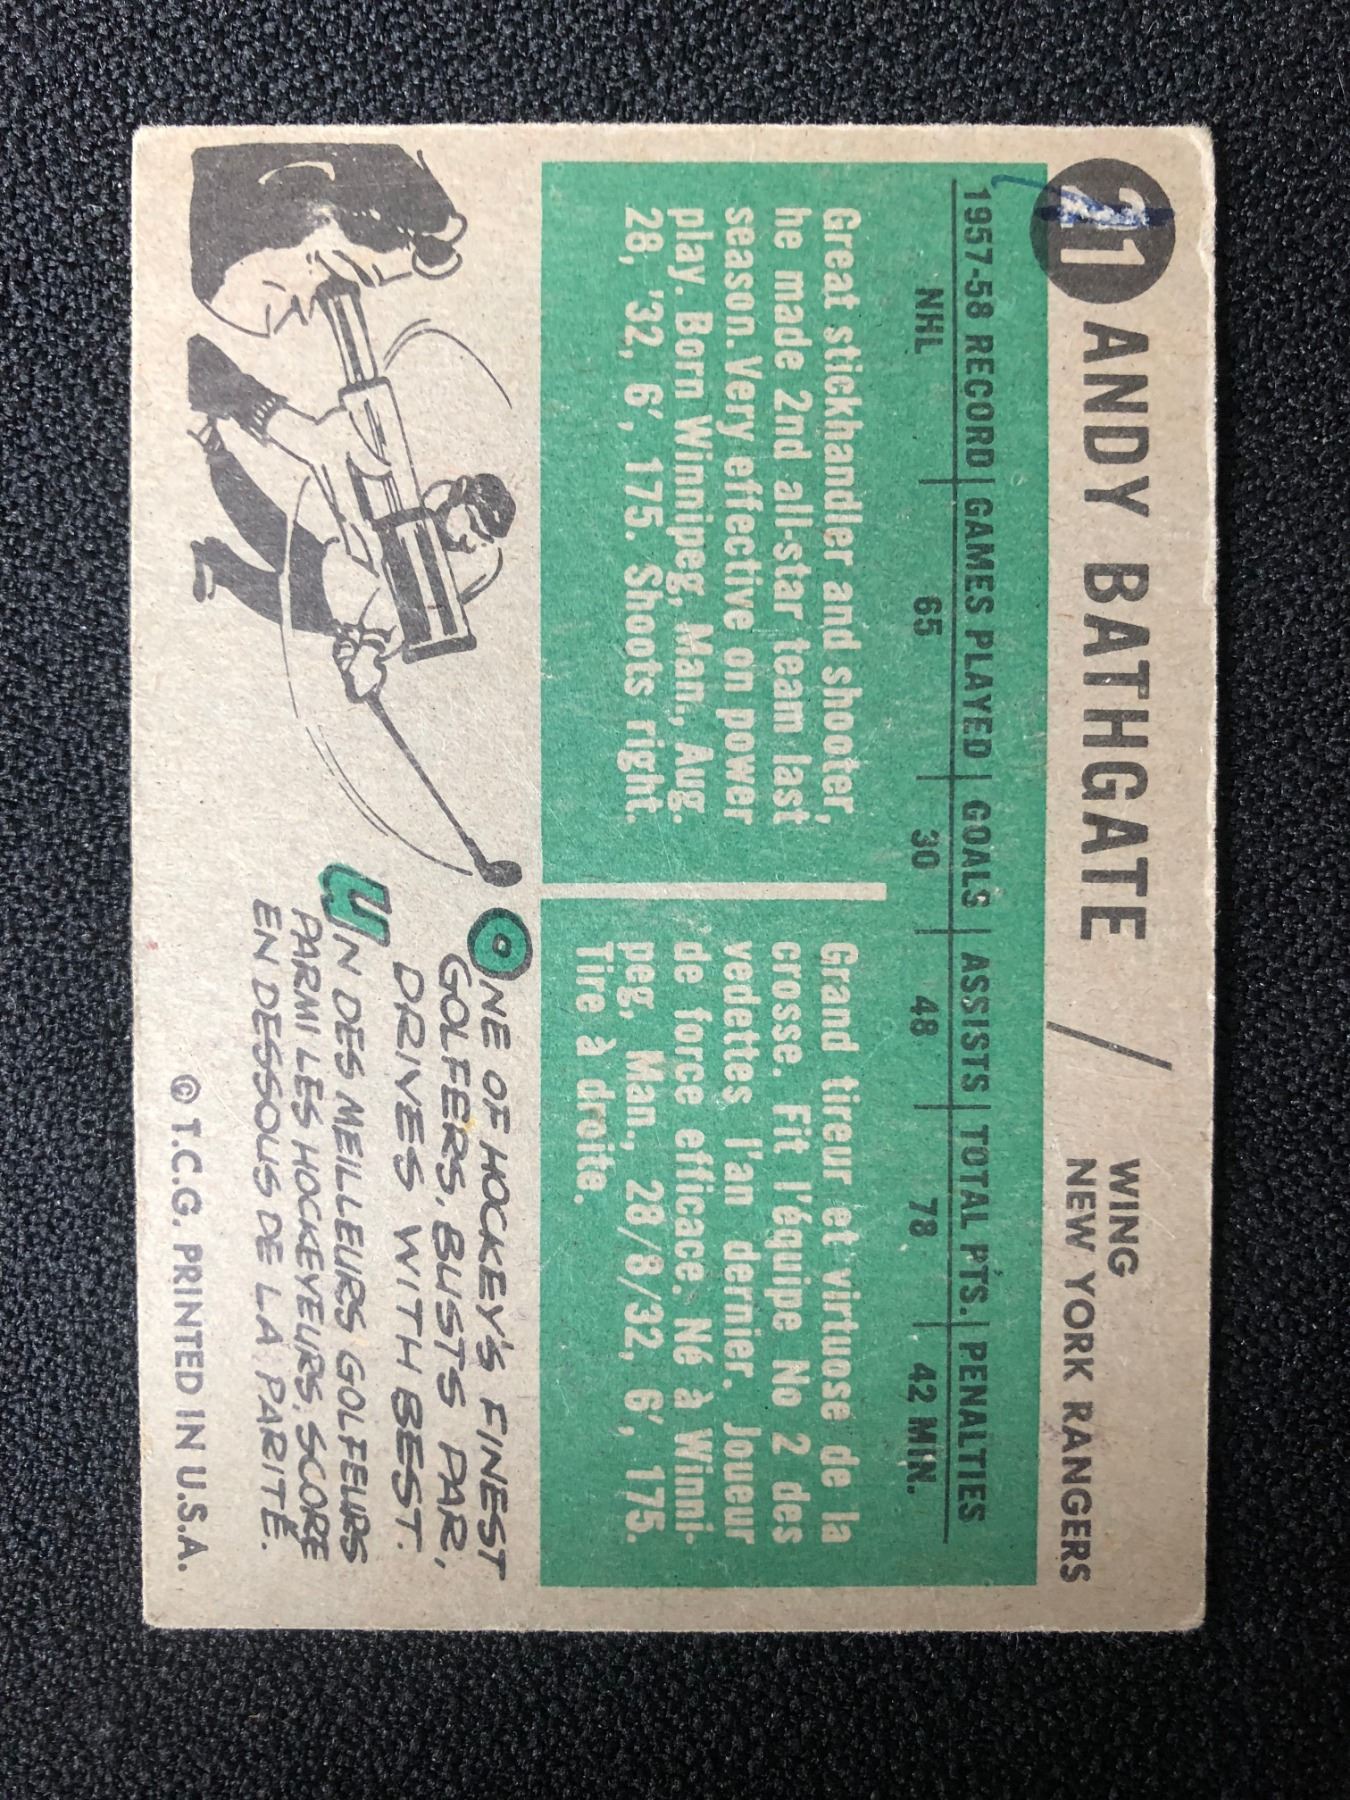 21 ANDY BATHGATE / WING
NEW YORK RANGERS
1957-58 RECORD | GAMES PLAYED | GOALS | ASSISTS | TOTAL PTS. | PENALTIES
NHL 65 30 48 78 42 MIN.
Great stickhandler and shooter,
he made 2nd all-star team last
season. Very effective on power
play. Born Winnipeg, Man., Aug.
28, '32, 6', 175. Shoots right.
Grand tireur et virtuose de la
crosse. Fit l'équipe No 2 des
vedettes l'an dernier. Joueur
de force efficace. Né à Winni-
peg, Man., 28/8/32, 6', 175.
Tire à droite.
ONE OF HOCKEY'S FINEST
GOLFERS, BUSTS PAR,
DRIVES WITH BEST.
UN DES MEILLEURS GOLFEURS
PARMI LES HOCKEYEURS. SCORE
EN DESSOUS DE LA PARITÉ.
© T.C.G. PRINTED IN U.S.A.